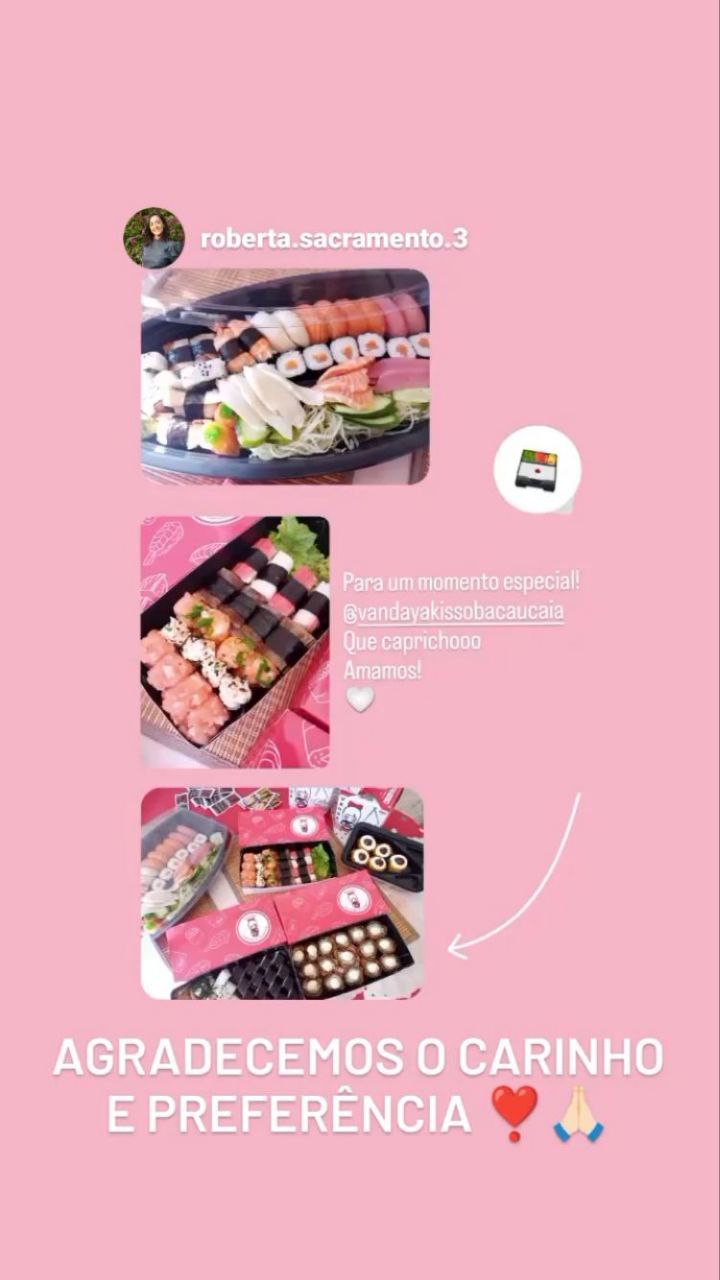 roberta.sacramento.3
Para um momento especial!
@vandayakissobacaucaia
Que caprichooo
Amamos!
🤍
AGRADECEMOS O CARINHO
E PREFERÊNCIA ❣️🙏🏻